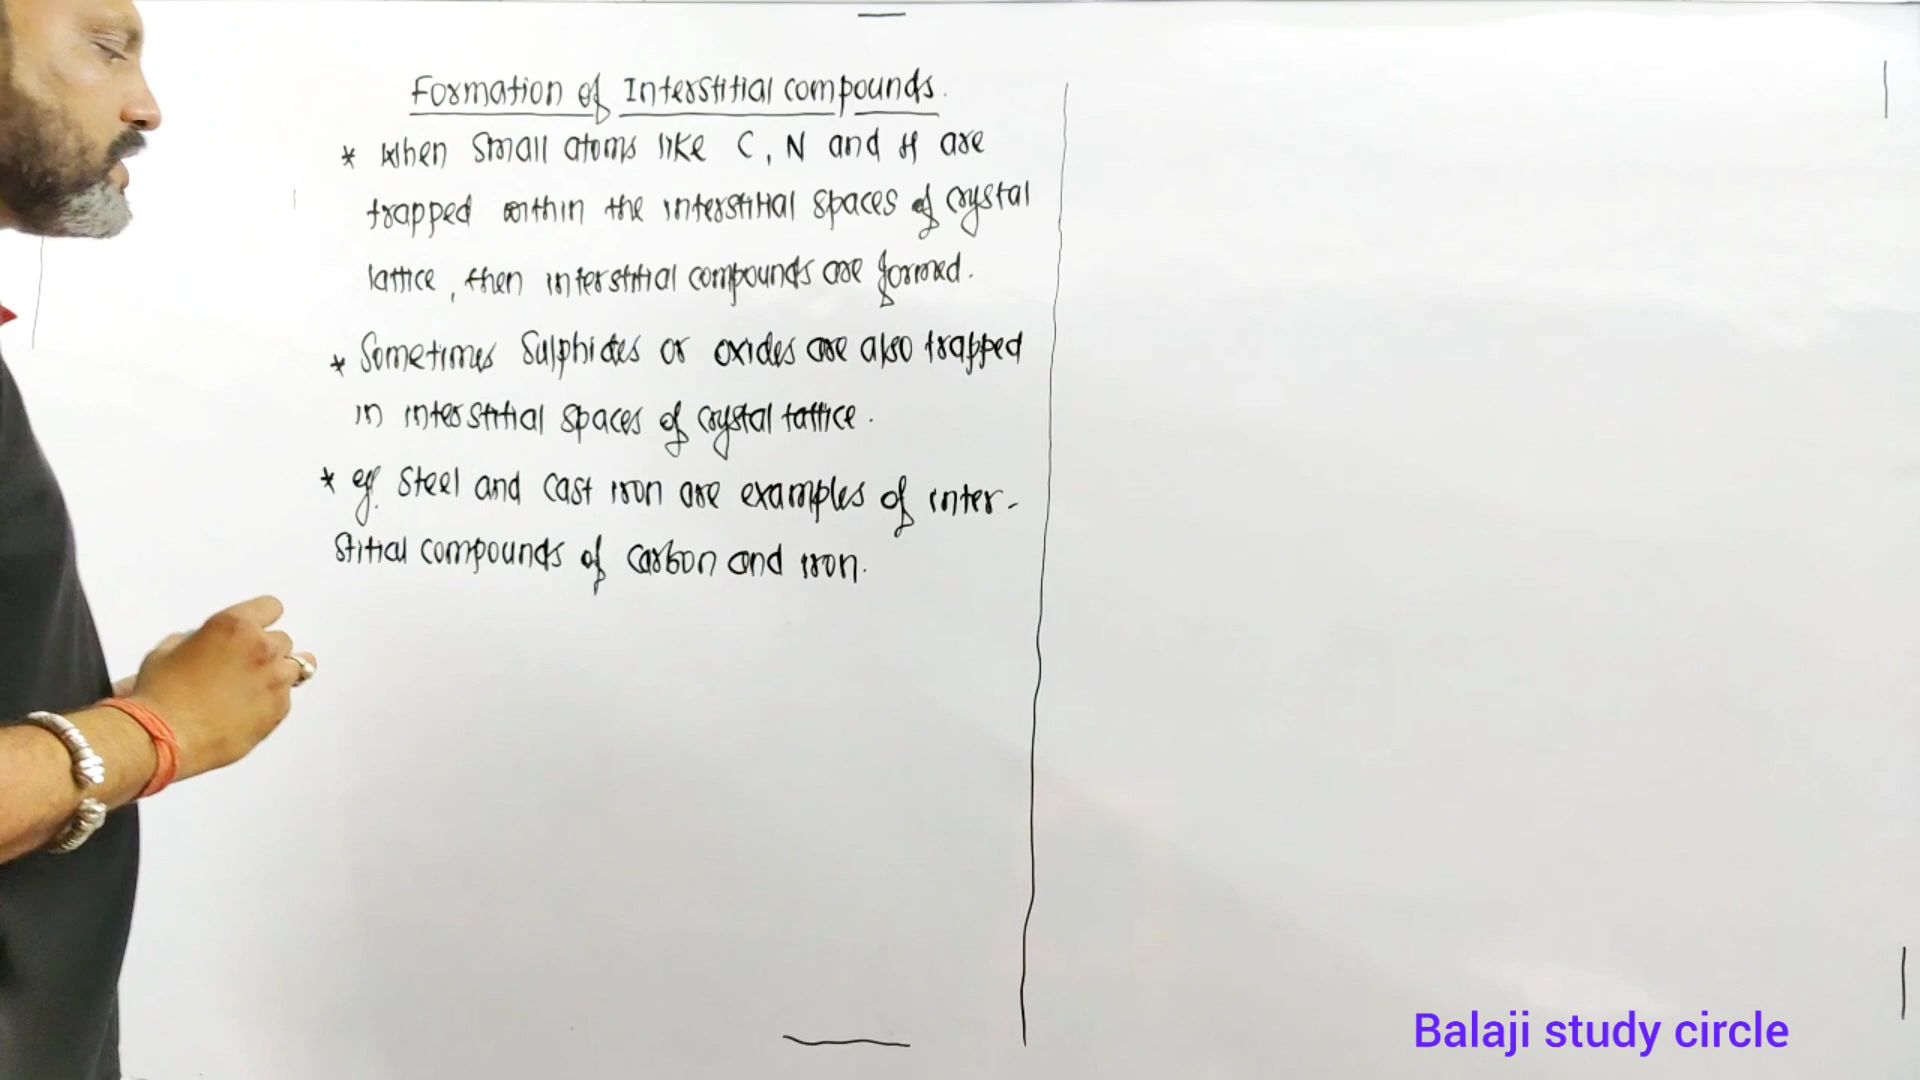 Formation of Interstitial compounds.
* When Small atoms like C, N and H are
trapped within the interstitial spaces of crystal
lattice, then interstitial compounds are formed.
* Sometimes Sulphides or oxides are also trapped
in interstitial spaces of crystal lattice.
* eg. Steel and Cast iron are examples of inter-
stitial compounds of carbon and iron.
Balaji study circle